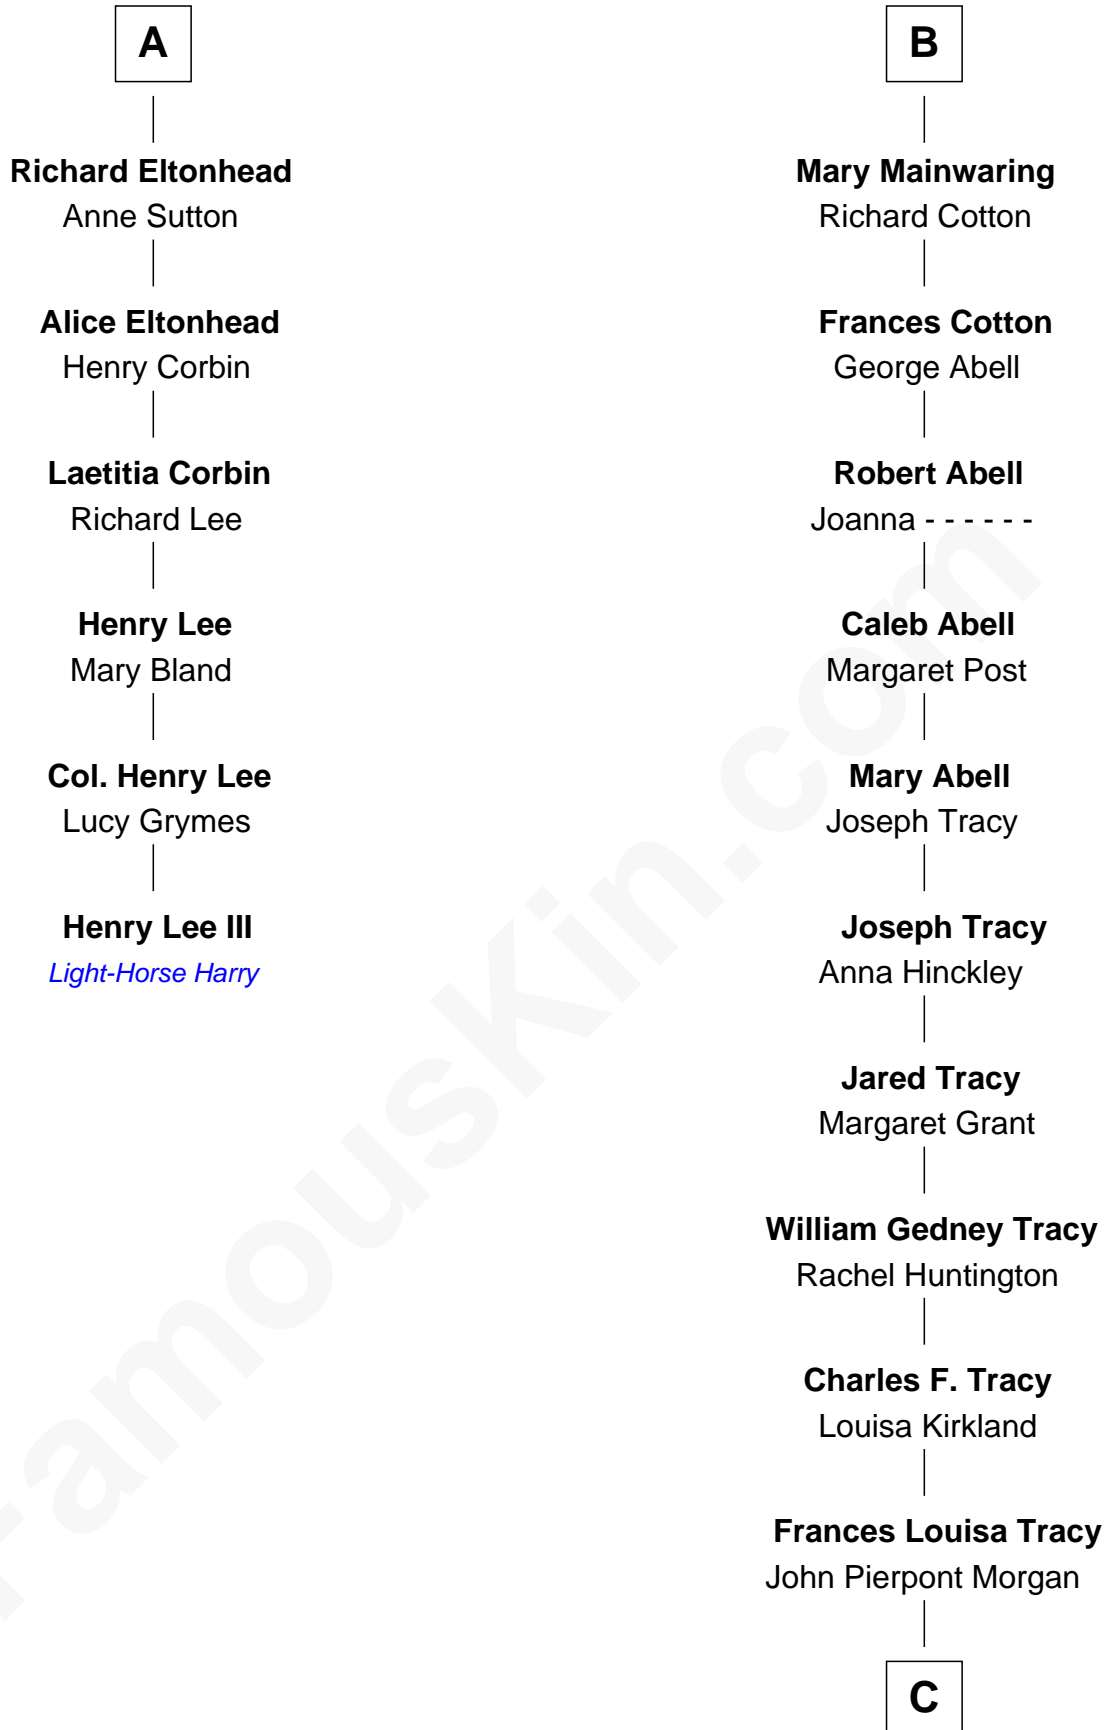 A
Richard Eltonhead
Anne Sutton
Alice Eltonhead
Henry Corbin
Laetitia Corbin
Richard Lee
Henry Lee
Mary Bland
Col. Henry Lee
Lucy Grymes
Henry Lee III
Light-Horse Harry
B
Mary Mainwaring
Richard Cotton
Frances Cotton
George Abell
Robert Abell
Joanna - - - - - -
Caleb Abell
Margaret Post
Mary Abell
Joseph Tracy
Joseph Tracy
Anna Hinckley
Jared Tracy
Margaret Grant
William Gedney Tracy
Rachel Huntington
Charles F. Tracy
Louisa Kirkland
Frances Louisa Tracy
John Pierpont Morgan
C
FamousKin.com